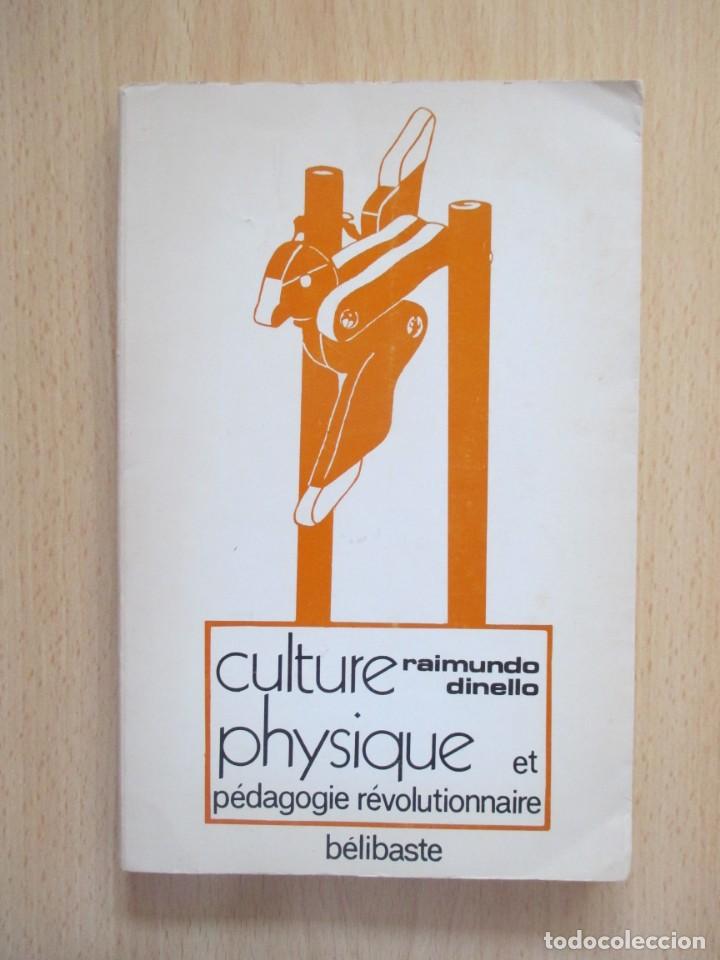 culture raimundo
dinello
physique et
pédagogie révolutionnaire
bélibaste
todocoleccion